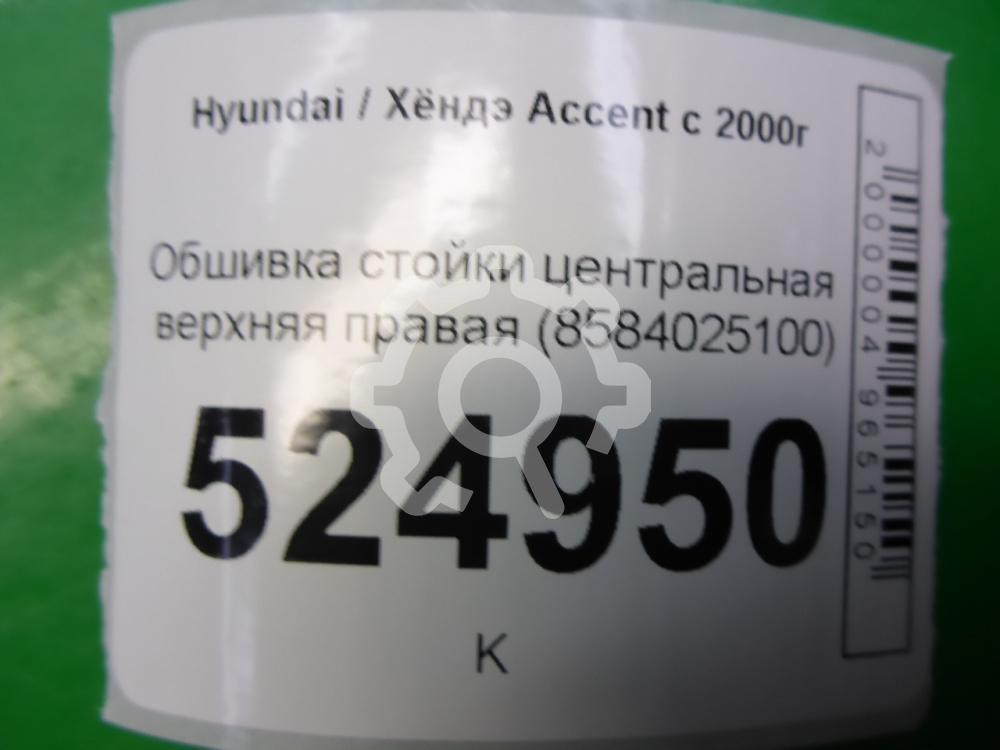 Hyundai / Хёндэ Accent с 2000г
Обшивка стойки центральная
верхняя правая (8584025100)
524950
К
2000004965150